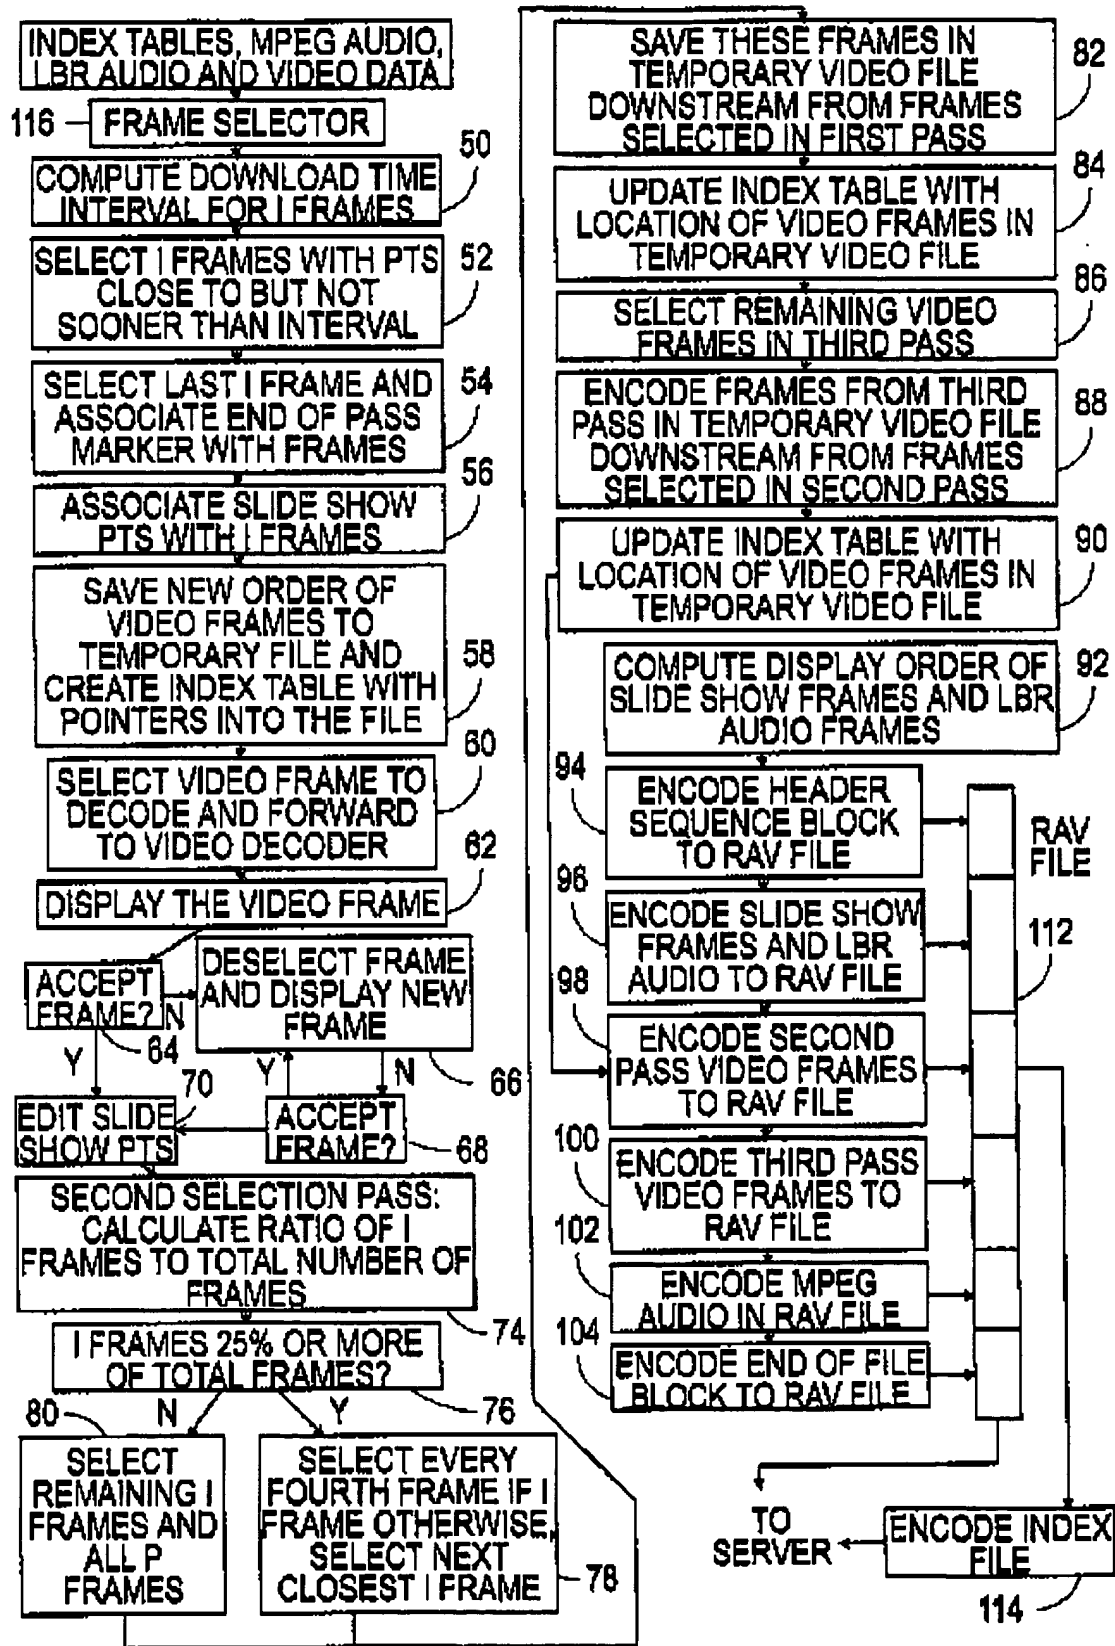 INDEX TABLES, MPEG AUDIO,
LBR AUDIO AND VIDEO DATA
116
FRAME SELECTOR
50
COMPUTE DOWNLOAD TIME
INTERVAL FOR I FRAMES
SELECT I FRAMES WITH PTS
CLOSE TO BUT NOT
SOONER THAN INTERVAL
52
SELECT LAST I FRAME AND
ASSOCIATE END OF PASS
MARKER WITH FRAMES
54
56
ASSOCIATE SLIDE SHOW
PTS WITH I FRAMES
SAVE NEW ORDER OF
VIDEO FRAMES TO
TEMPORARY FILE AND
CREATE INDEX TABLE WITH
POINTERS INTO THE FILE
58
60
SELECT VIDEO FRAME TO
DECODE AND FORWARD
TO VIDEO DECODER
62
DISPLAY THE VIDEO FRAME
ACCEPT
FRAME?
N
64
Y
DESELECT FRAME
AND DISPLAY NEW
FRAME
66
Y
N
70
EDIT SLIDE
SHOW PTS
ACCEPT
FRAME?
68
SECOND SELECTION PASS:
CALCULATE RATIO OF I
FRAMES TO TOTAL NUMBER OF
FRAMES
74
I FRAMES 25% OR MORE
OF TOTAL FRAMES?
76
N
Y
80
SELECT
REMAINING I
FRAMES AND
ALL P
FRAMES
SELECT EVERY
FOURTH FRAME IF I
FRAME OTHERWISE,
SELECT NEXT
CLOSEST I FRAME
78
SAVE THESE FRAMES IN
TEMPORARY VIDEO FILE
DOWNSTREAM FROM FRAMES
SELECTED IN FIRST PASS
82
UPDATE INDEX TABLE WITH
LOCATION OF VIDEO FRAMES IN
TEMPORARY VIDEO FILE
84
86
SELECT REMAINING VIDEO
FRAMES IN THIRD PASS
ENCODE FRAMES FROM THIRD
PASS IN TEMPORARY VIDEO FILE
DOWNSTREAM FROM FRAMES
SELECTED IN SECOND PASS
88
UPDATE INDEX TABLE WITH
LOCATION OF VIDEO FRAMES IN
TEMPORARY VIDEO FILE
90
COMPUTE DISPLAY ORDER OF
SLIDE SHOW FRAMES AND LBR
AUDIO FRAMES
92
94
ENCODE HEADER
SEQUENCE BLOCK
TO RAV FILE
RAV
FILE
96
ENCODE SLIDE SHOW
FRAMES AND LBR
AUDIO TO RAV FILE
112
98
ENCODE SECOND
PASS VIDEO FRAMES
TO RAV FILE
100
ENCODE THIRD PASS
VIDEO FRAMES TO
RAV FILE
102
ENCODE MPEG
AUDIO IN RAV FILE
104
ENCODE END OF FILE
BLOCK TO RAV FILE
TO
SERVER
ENCODE INDEX
FILE
114